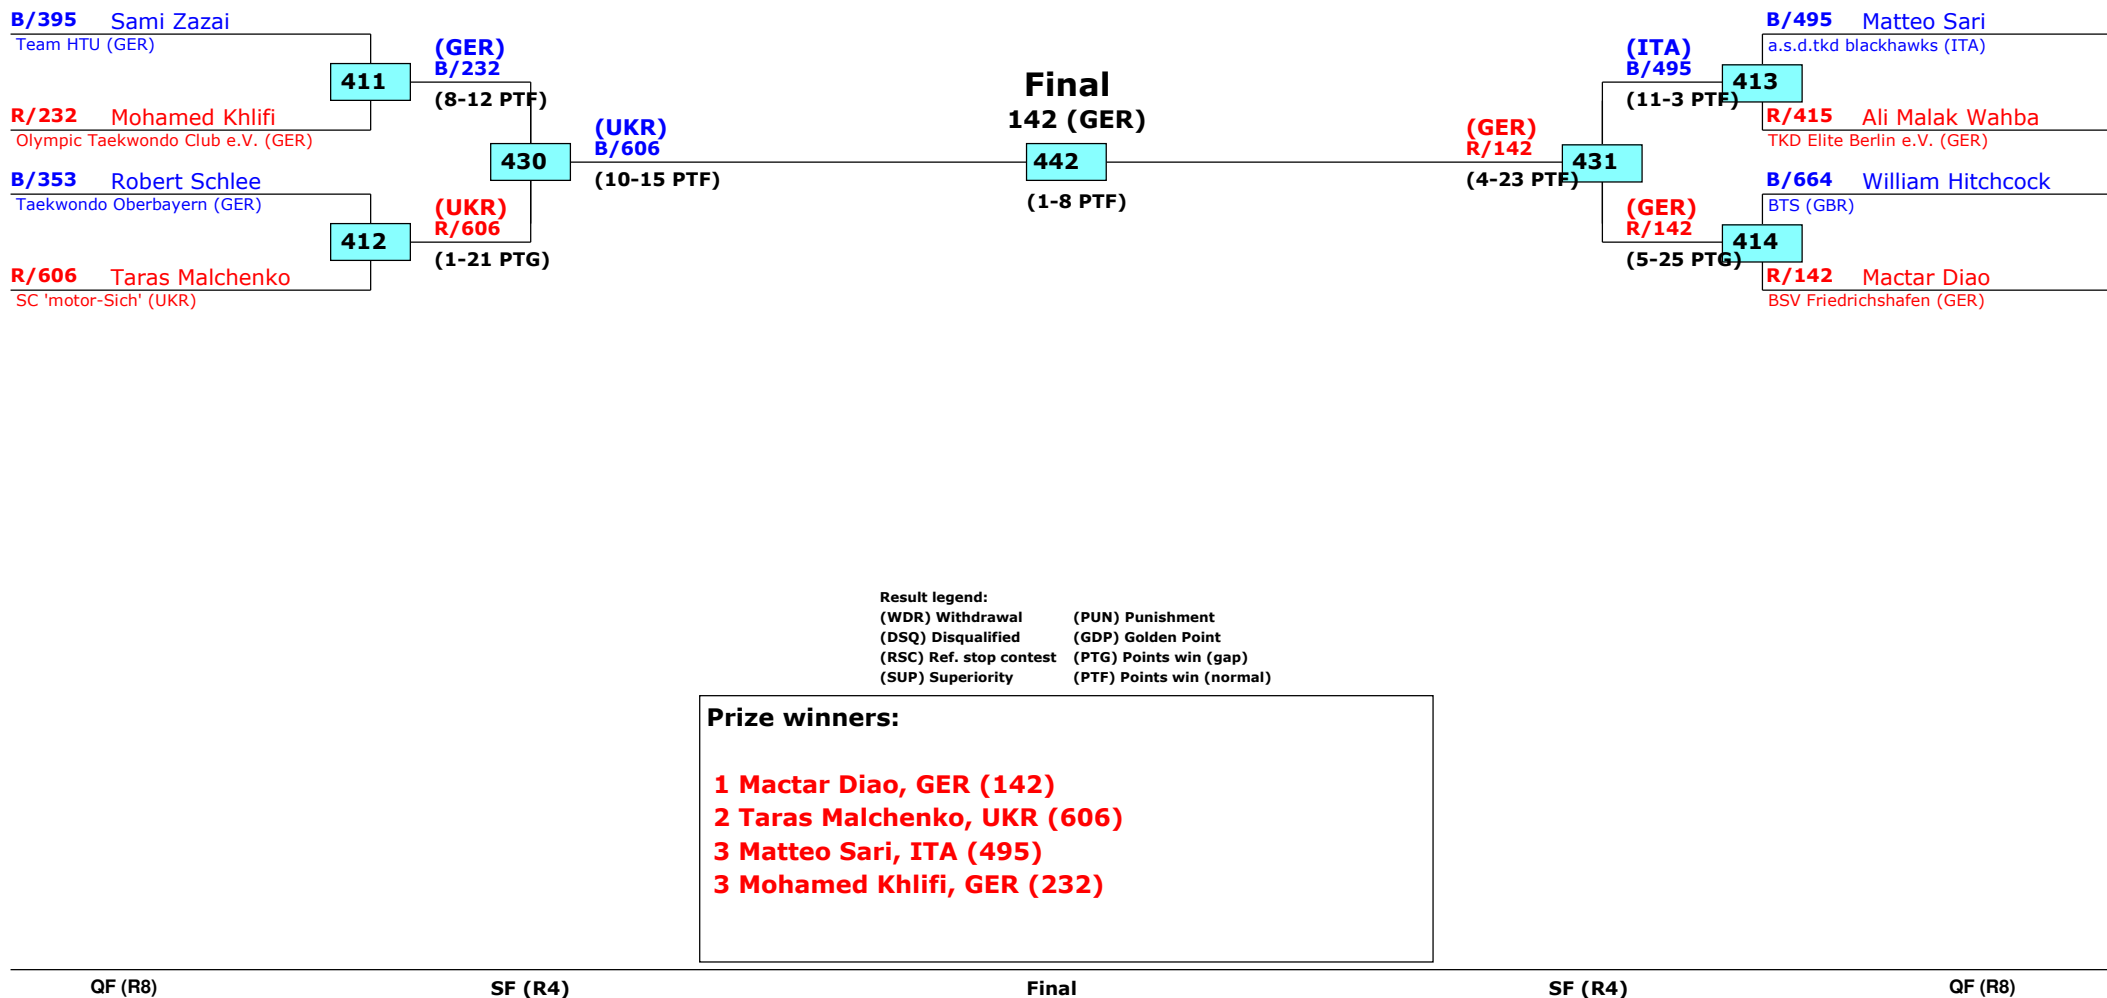 B/395 Sami Zazai
Team HTU (GER)
411
R/232 Mohamed Khlifi
Olympic Taekwondo Club e.V. (GER)
B/353 Robert Schlee
Taekwondo Oberbayern (GER)
412
R/606 Taras Malchenko
SC 'motor-Sich' (UKR)
(GER)
B/232
(8-12 PTF)
430
(UKR)
R/606
(1-21 PTG)
(UKR)
B/606
(10-15 PTF)
Final
142 (GER)
442
(1-8 PTF)
(GER)
R/142
431
(4-23 PTF)
(ITA)
B/495
(11-3 PTF)
(GER)
R/142
(5-25 PTG)
B/495 Matteo Sari
a.s.d.tkd blackhawks (ITA)
413
R/415 Ali Malak Wahba
TKD Elite Berlin e.V. (GER)
B/664 William Hitchcock
BTS (GBR)
414
R/142 Mactar Diao
BSV Friedrichshafen (GER)
Result legend:
(WDR) Withdrawal (PUN) Punishment
(DSQ) Disqualified (GDP) Golden Point
(RSC) Ref. stop contest (PTG) Points win (gap)
(SUP) Superiority (PTF) Points win (normal)
Prize winners:
1 Mactar Diao, GER (142)
2 Taras Malchenko, UKR (606)
3 Matteo Sari, ITA (495)
3 Mohamed Khlifi, GER (232)
QF (R8) SF (R4) Final SF (R4) QF (R8)